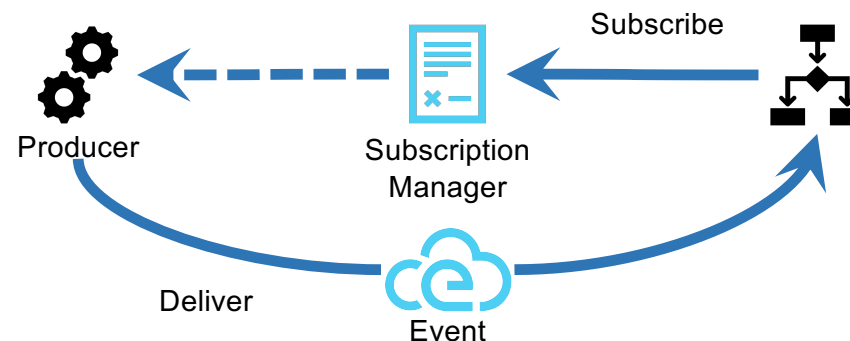 Subscribe
Producer
Subscription
Manager
Deliver
Event